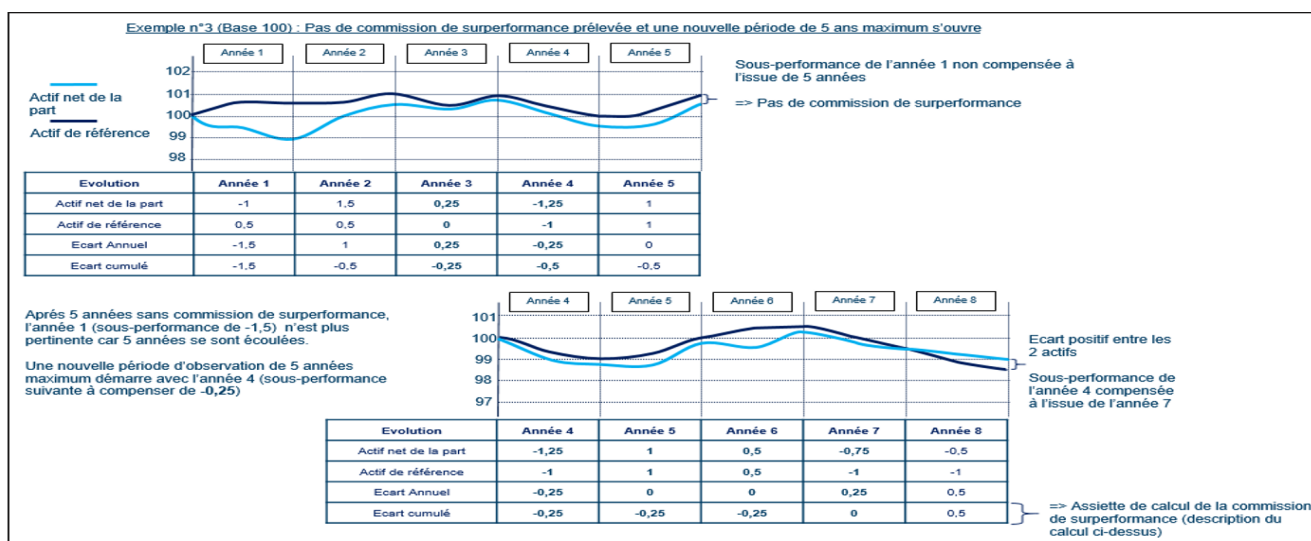 Exemple n°3 (Base 100) : Pas de commission de surperformance prélevée et une nouvelle période de 5 ans maximum s'ouvre
Année 1 Année 2 Année 3 Année 4 Année 5
102
101
100
99
98
Actif net de la
part
Actif de référence
Sous-performance de l'année 1 non compensée à
l'issue de 5 années
=> Pas de commission de surperformance
Evolution Année 1 Année 2 Année 3 Année 4 Année 5
Actif net de la part -1 1,5 0,25 -1,25 1
Actif de référence 0,5 0,5 0 -1 1
Ecart Annuel -1,5 1 0,25 -0,25 0
Ecart cumulé -1,5 -0,5 -0,25 -0,5 -0,5
Après 5 années sans commission de surperformance,
l'année 1 (sous-performance de -1,5) n'est plus
pertinente car 5 années se sont écoulées.
Une nouvelle période d'observation de 5 années
maximum démarre avec l'année 4 (sous-performance
suivante à compenser de -0,25)
Année 4 Année 5 Année 6 Année 7 Année 8
101
100
99
98
97
Ecart positif entre les
2 actifs
Sous-performance de
l'année 4 compensée
à l'issue de l'année 7
Evolution Année 4 Année 5 Année 6 Année 7 Année 8
Actif net de la part -1,25 1 0,5 -0,75 -0,5
Actif de référence -1 1 0,5 -1 -1
Ecart Annuel -0,25 0 0 0,25 0,5
Ecart cumulé -0,25 -0,25 -0,25 0 0,5
=> Assiette de calcul de la commission
de surperformance (description du
calcul ci-dessus)